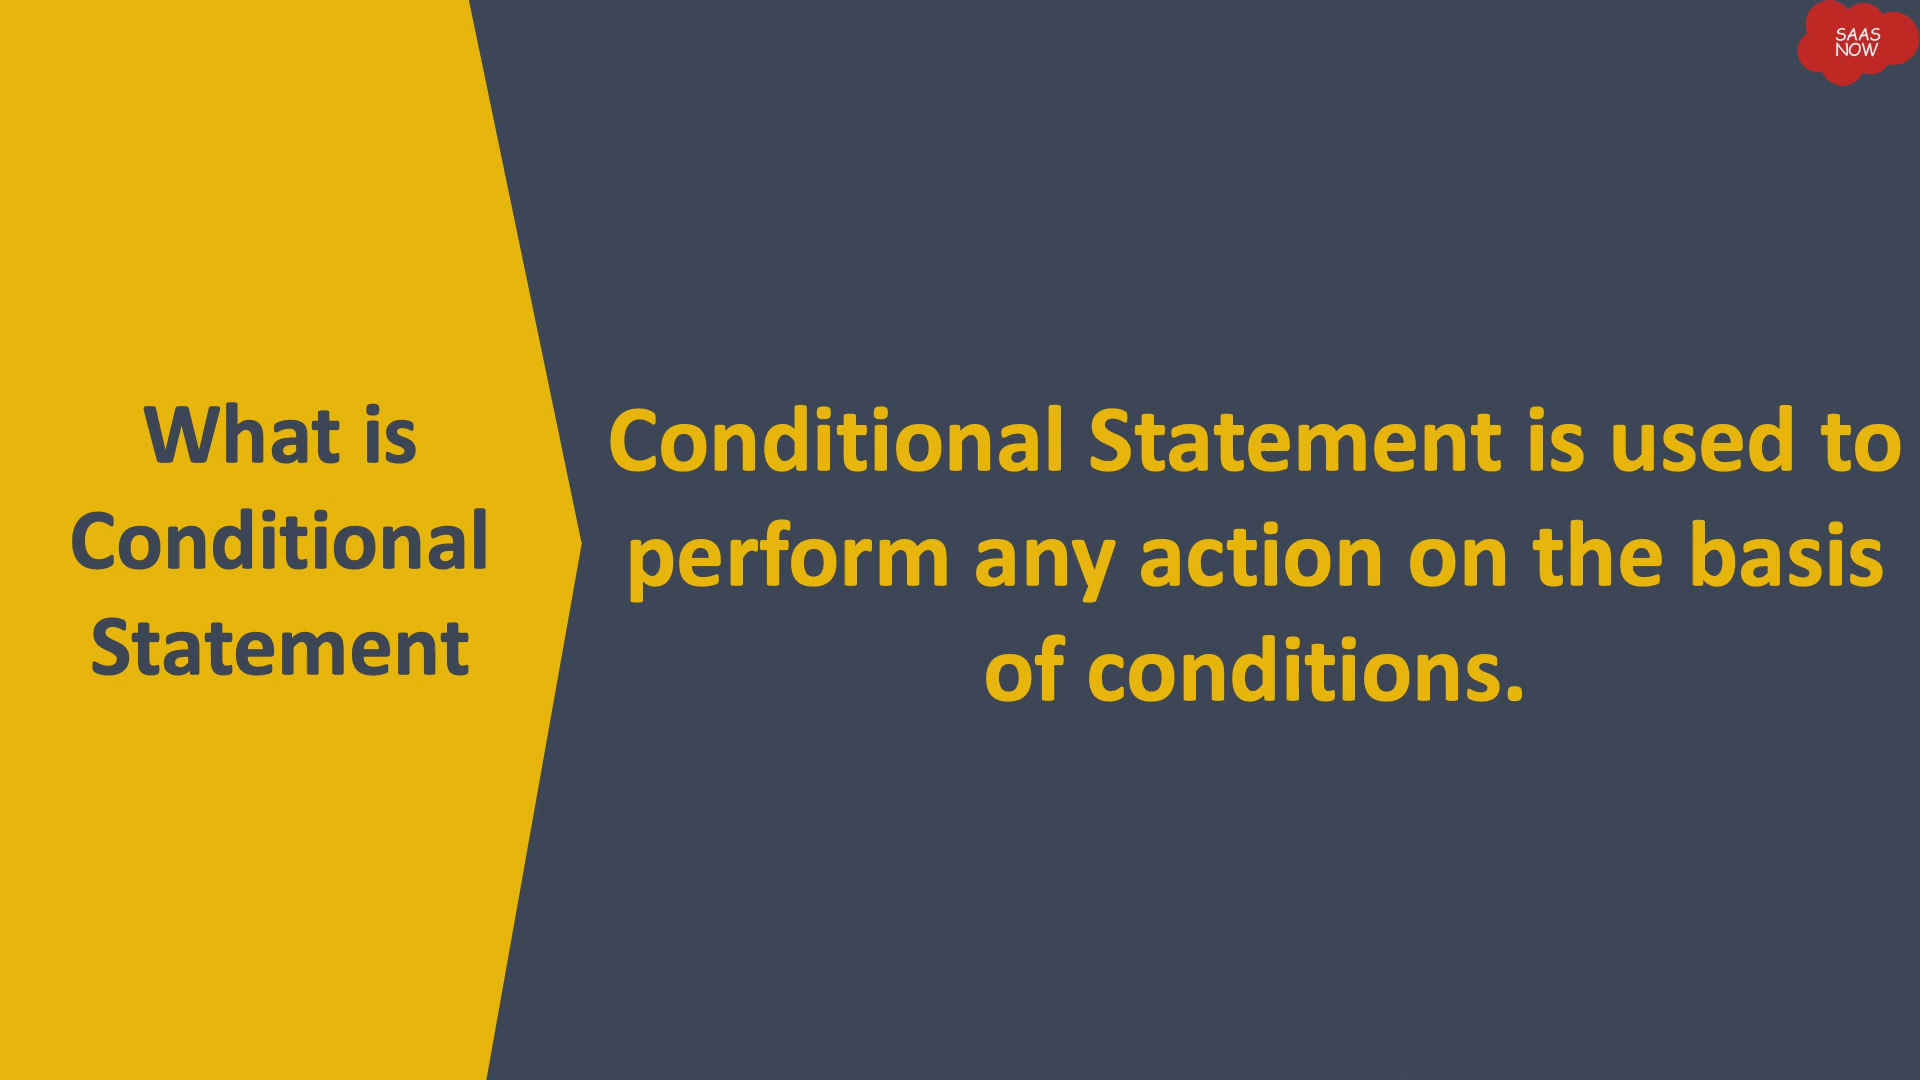 What is
Conditional
Statement
Conditional Statement is used to
perform any action on the basis
of conditions.
SAAS
NOW